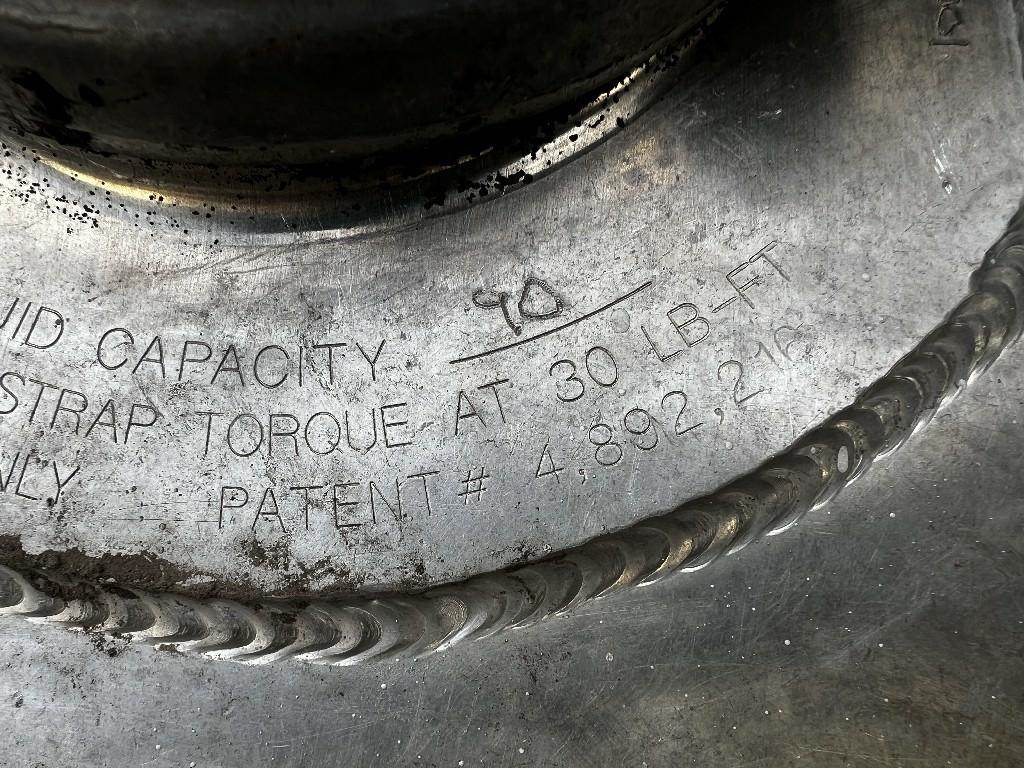 UID CAPACITY 90
STRAP TORQUE AT 30 LB-FT
NLY PATENT # 4,892,216